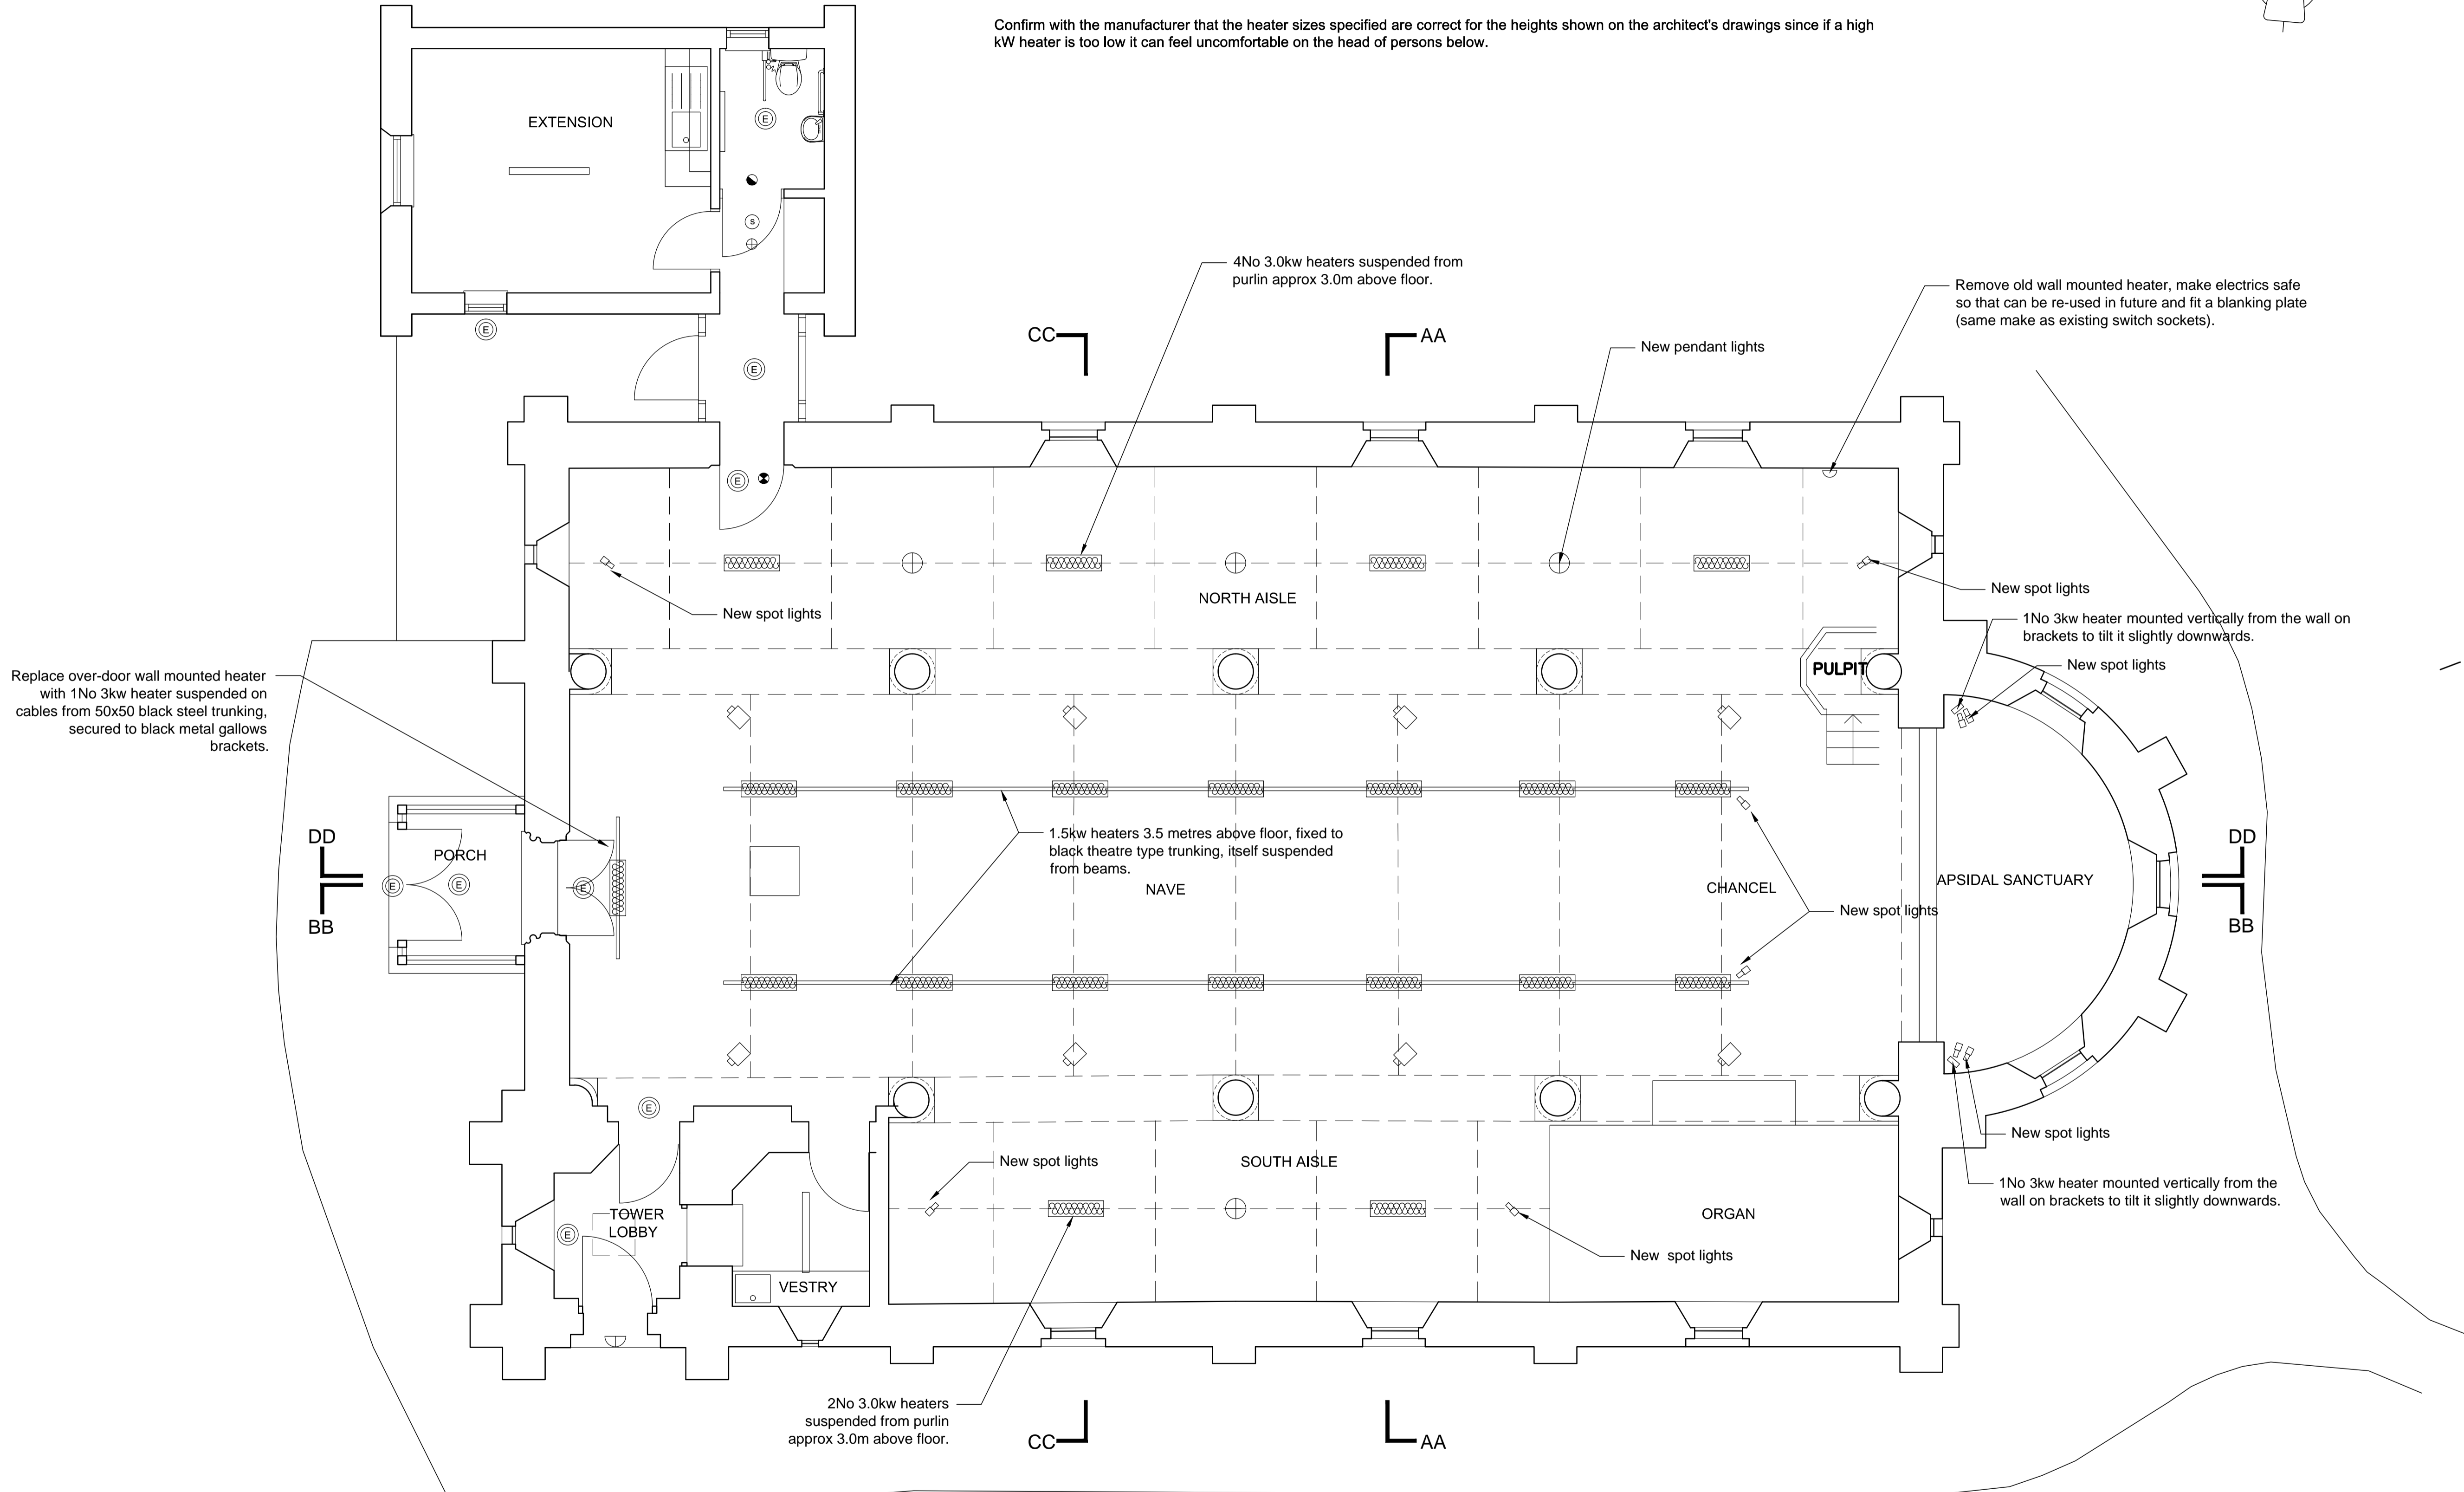 Confirm with the manufacturer that the heater sizes specified are correct for the heights shown on the architect's drawings since if a high
kW heater is too low it can feel uncomfortable on the head of persons below.
EXTENSION
E
S
E
E
4No 3.0kw heaters suspended from
purlin approx 3.0m above floor.
Remove old wall mounted heater, make electrics safe
so that can be re-used in future and fit a blanking plate
(same make as existing switch sockets).
CC
AA
New pendant lights
E
NORTH AISLE
New spot lights
New spot lights
1No 3kw heater mounted vertically from the wall on
brackets to tilt it slightly downwards.
New spot lights
PULPIT
Replace over-door wall mounted heater
with 1No 3kw heater suspended on
cables from 50x50 black steel trunking,
secured to black metal gallows
brackets.
DD
BB
PORCH
E
E
E
1.5kw heaters 3.5 metres above floor, fixed to
black theatre type trunking, itself suspended
from beams.
NAVE
CHANCEL
APSIDAL SANCTUARY
New spot lights
DD
BB
E
New spot lights
SOUTH AISLE
New spot lights
1No 3kw heater mounted vertically from the
wall on brackets to tilt it slightly downwards.
E
TOWER
LOBBY
ORGAN
New spot lights
VESTRY
2No 3.0kw heaters
suspended from purlin
approx 3.0m above floor.
CC
AA